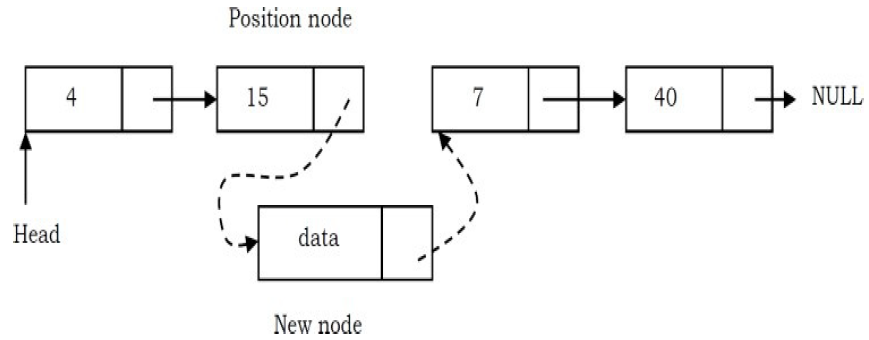 Position node
4
15
7
40
NULL
Head
data
New node